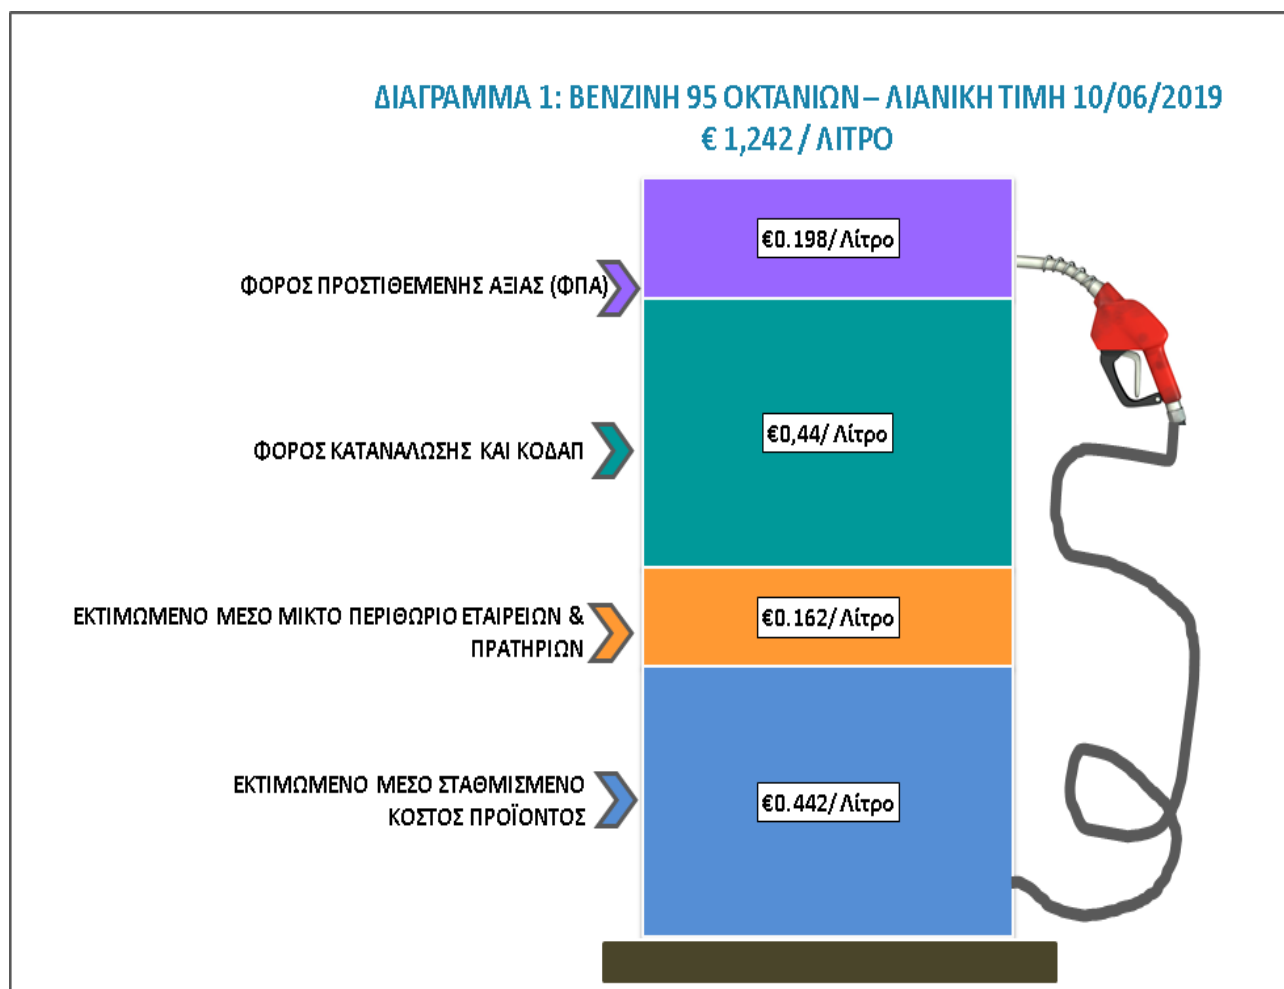 ΔΙΑΓΡΑΜΜΑ 1: ΒΕΝΖΙΝΗ 95 ΟΚΤΑΝΙΩΝ – ΛΙΑΝΙΚΗ ΤΙΜΗ 10/06/2019
€ 1,242 / ΛΙΤΡΟ
€0.198/ Λίτρο
ΦΟΡΟΣ ΠΡΟΣΤΙΘΕΜΕΝΗΣ ΑΞΙΑΣ (ΦΠΑ)
€0,44/ Λίτρο
ΦΟΡΟΣ ΚΑΤΑΝΑΛΩΣΗΣ ΚΑΙ ΚΟΔΑΠ
ΕΚΤΙΜΩΜΕΝΟ ΜΕΣΟ ΜΙΚΤΟ ΠΕΡΙΘΩΡΙΟ ΕΤΑΙΡΕΙΩΝ &
ΠΡΑΤΗΡΙΩΝ
€0.162/ Λίτρο
ΕΚΤΙΜΩΜΕΝΟ ΜΕΣΟ ΣΤΑΘΜΙΣΜΕΝΟ
ΚΟΣΤΟΣ ΠΡΟΪΟΝΤΟΣ
€0.442/ Λίτρο